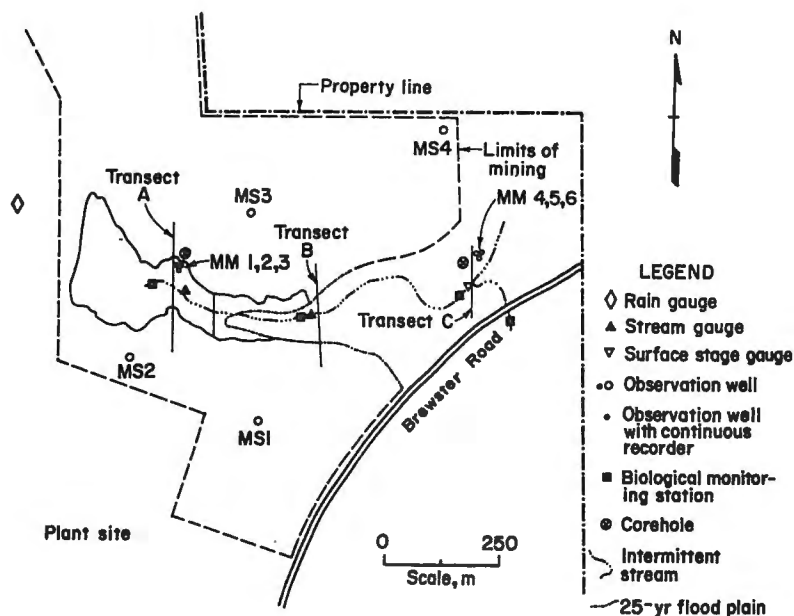 N
Property line
MS4
Limits of
mining
Transect
A
MS3
MM 4,5,6
Transect
B
MM 1,2,3
LEGEND
Rain gauge
Stream gauge
Surface stage gauge
Observation well
Observation well
with continuous
recorder
Biological monitor-
ing station
Corehole
Intermittent
stream
25-yr flood plain
Transect C
Brewster Road
MS2
MS1
Plant site
0 250
Scale, m